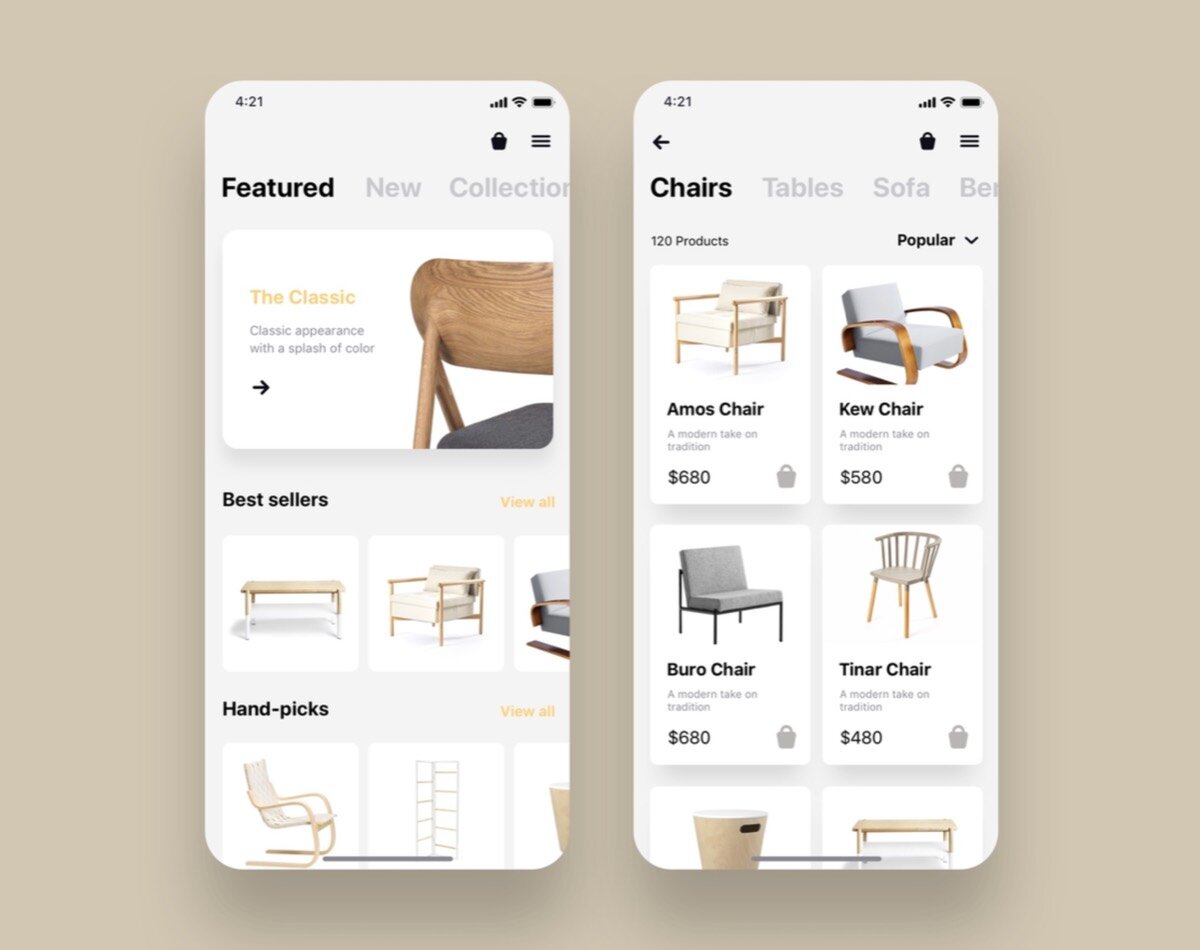 4:21
Featured New Collection
The Classic
Classic appearance
with a splash of color
Best sellers View all
Hand-picks View all
4:21
Chairs Tables Sofa Ber
120 Products Popular
Amos Chair
A modern take on
tradition
$680
Kew Chair
A modern take on
tradition
$580
Buro Chair
A modern take on
tradition
$680
Tinar Chair
A modern take on
tradition
$480